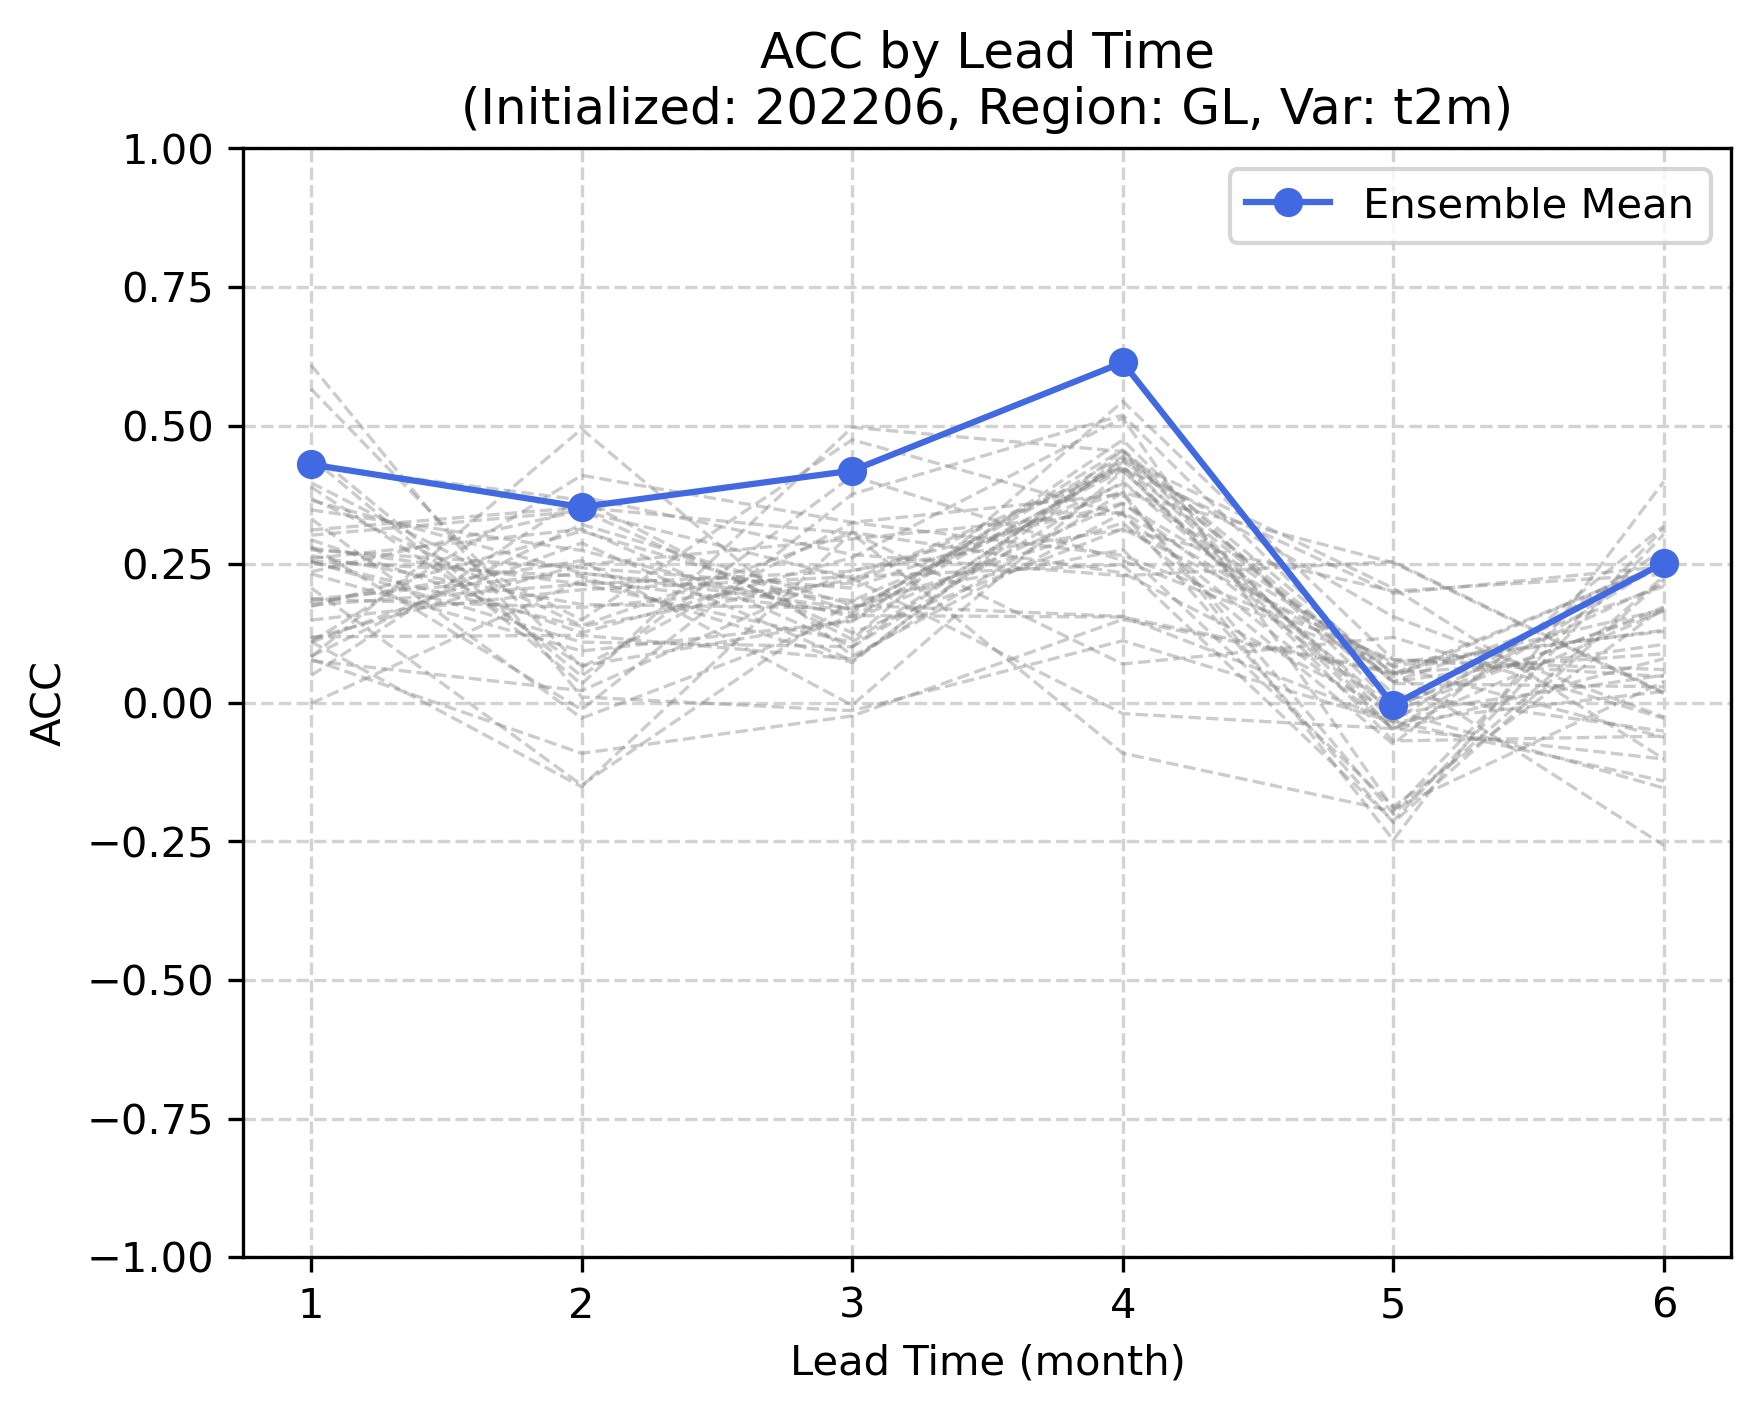 ACC by Lead Time
(Initialized: 202206, Region: GL, Var: t2m)
Ensemble Mean
1.00
0.75
0.50
0.25
0.00
−0.25
−0.50
−0.75
−1.00
ACC
1 2 3 4 5 6
Lead Time (month)